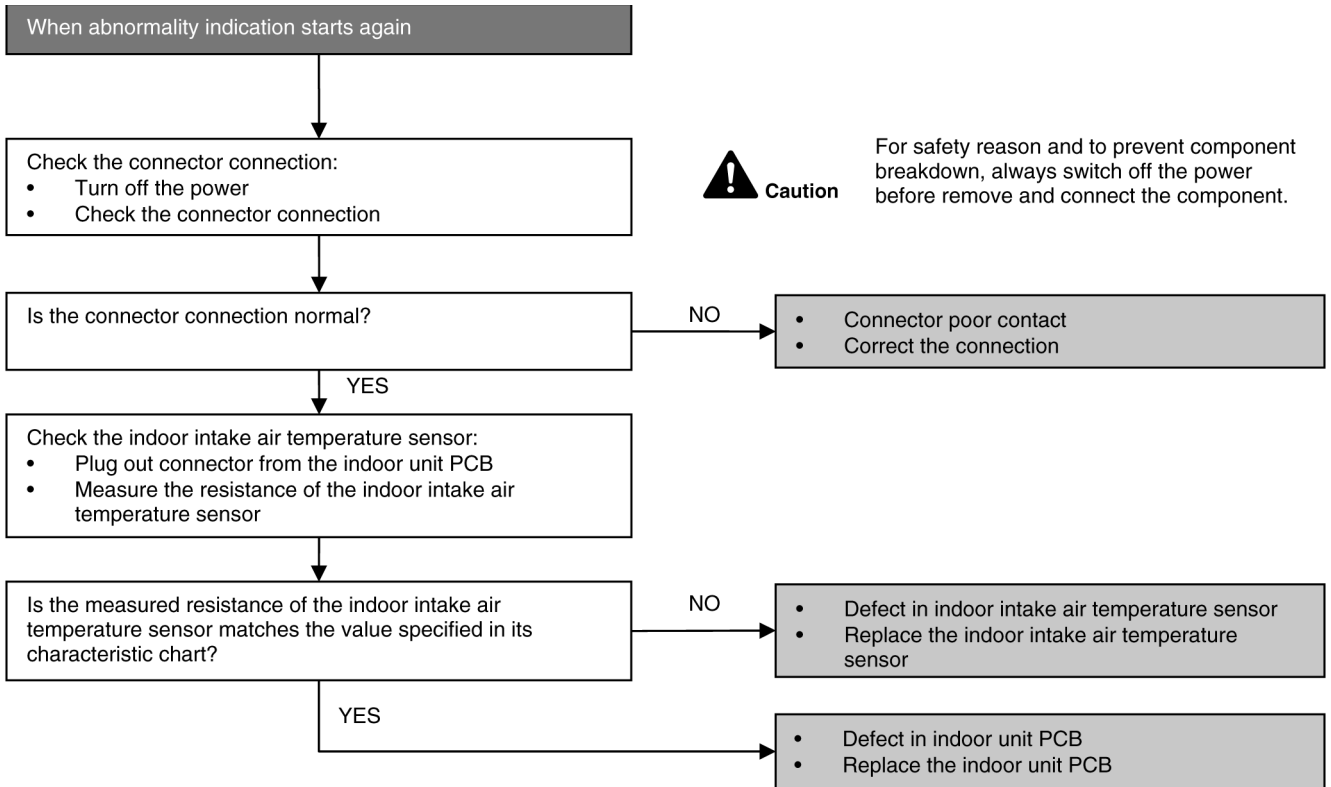 When abnormality indication starts again
Check the connector connection:
• Turn off the power
• Check the connector connection
Caution
For safety reason and to prevent component
breakdown, always switch off the power
before remove and connect the component.
Is the connector connection normal?
NO
• Connector poor contact
• Correct the connection
YES
Check the indoor intake air temperature sensor:
• Plug out connector from the indoor unit PCB
• Measure the resistance of the indoor intake air
temperature sensor
Is the measured resistance of the indoor intake air
temperature sensor matches the value specified in its
characteristic chart?
NO
• Defect in indoor intake air temperature sensor
• Replace the indoor intake air temperature
sensor
YES
• Defect in indoor unit PCB
• Replace the indoor unit PCB